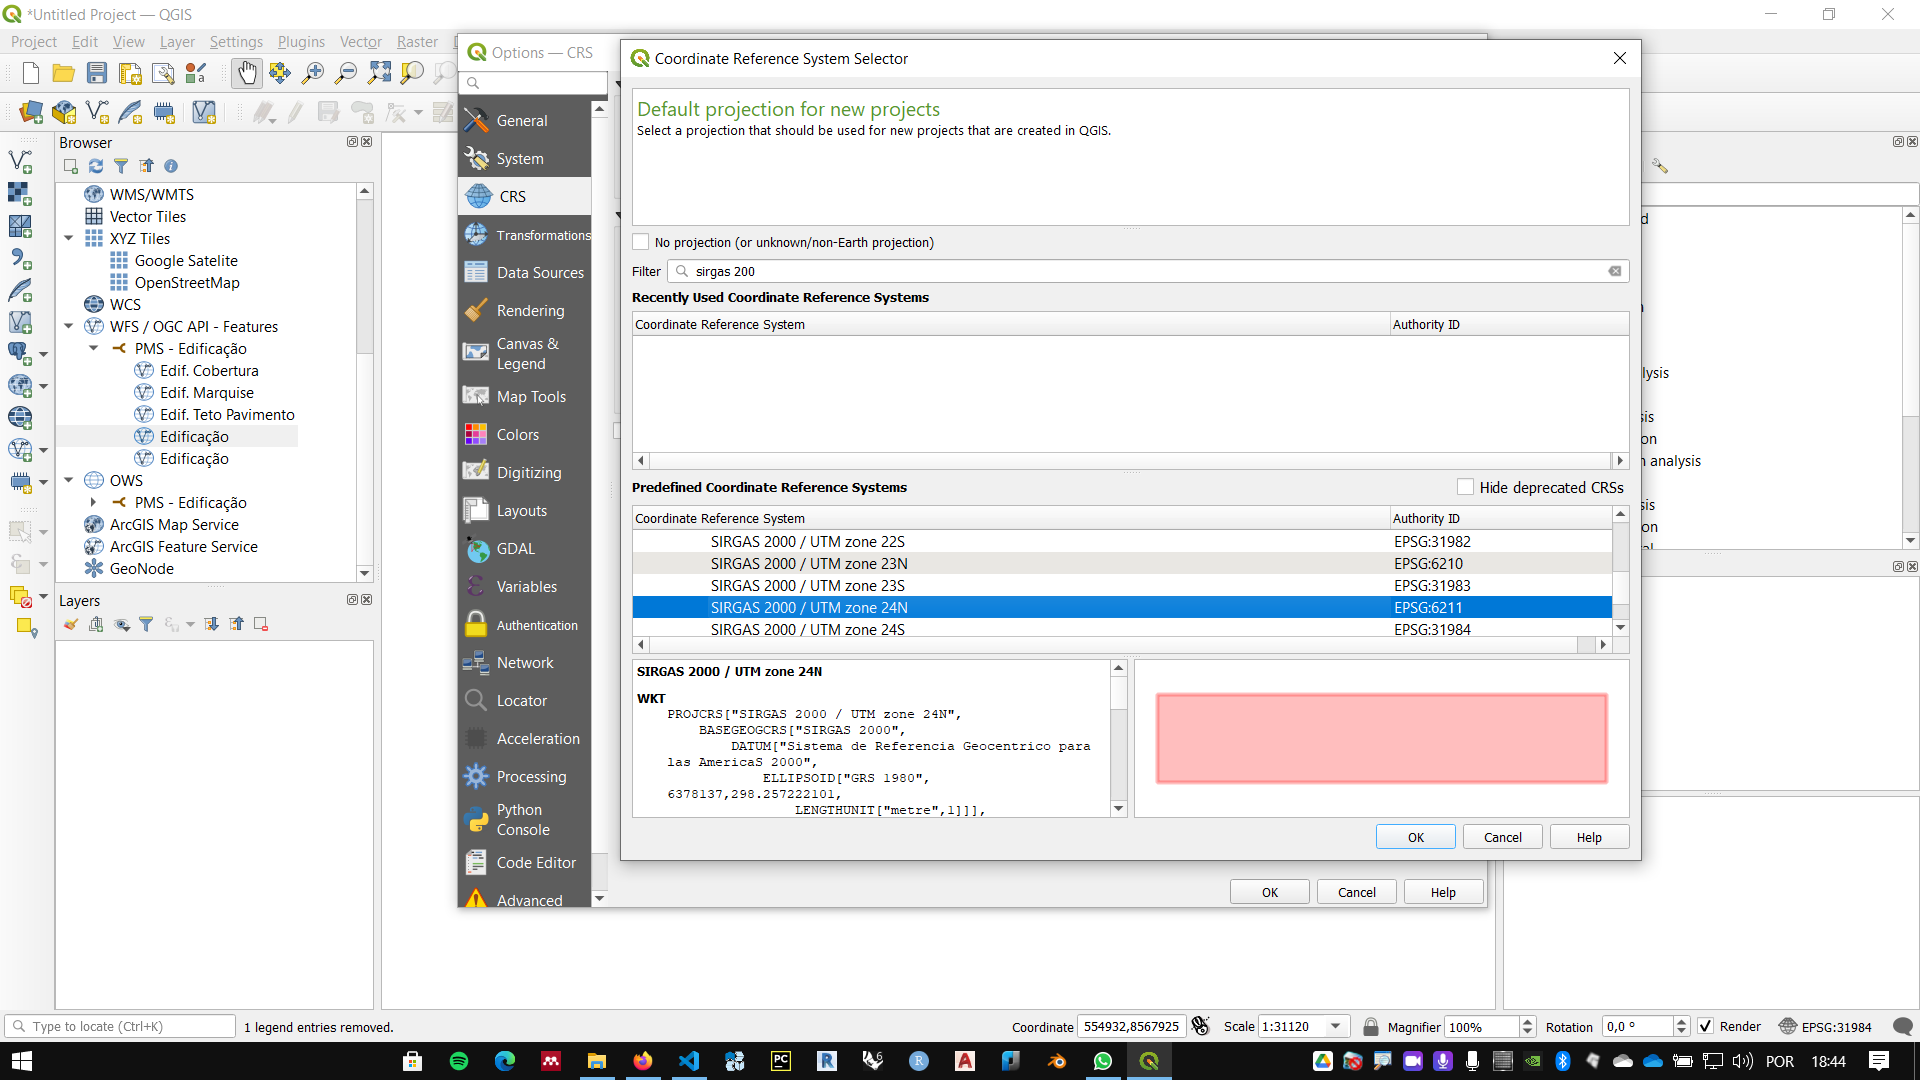 *Untitled Project — QGIS
Project Edit View Layer Settings Plugins Vector Raster
Browser
WMS/WMTS
Vector Tiles
XYZ Tiles
Google Satelite
OpenStreetMap
WCS
WFS / OGC API - Features
PMS - Edificação
Edif. Cobertura
Edif. Marquise
Edif. Teto Pavimento
Edificação
Edificação
OWS
PMS - Edificação
ArcGIS Map Service
ArcGIS Feature Service
GeoNode
Layers
Options — CRS
General
System
CRS
Transformations
Data Sources
Rendering
Canvas &
Legend
Map Tools
Colors
Digitizing
Layouts
GDAL
Variables
Authentication
Network
Locator
Acceleration
Processing
Python
Console
Code Editor
Advanced
OK Cancel Help
Coordinate Reference System Selector
Default projection for new projects
Select a projection that should be used for new projects that are created in QGIS.
No projection (or unknown/non-Earth projection)
Filter sirgas 200
Recently Used Coordinate Reference Systems
Coordinate Reference System Authority ID
Predefined Coordinate Reference Systems Hide deprecated CRSs
Coordinate Reference System Authority ID
SIRGAS 2000 / UTM zone 22S EPSG:31982
SIRGAS 2000 / UTM zone 23N EPSG:6210
SIRGAS 2000 / UTM zone 23S EPSG:31983
SIRGAS 2000 / UTM zone 24N EPSG:6211
SIRGAS 2000 / UTM zone 24S EPSG:31984
SIRGAS 2000 / UTM zone 24N
WKT
PROJCRS["SIRGAS 2000 / UTM zone 24N",
BASEGEOGCRS["SIRGAS 2000",
DATUM["Sistema de Referencia Geocentrico para
las AmericaS 2000",
ELLIPSOID["GRS 1980",
6378137,298.257222101,
LENGTHUNIT["metre",1]]],
OK Cancel Help
d
lysis
sis
on
n analysis
sis
on
Type to locate (Ctrl+K) 1 legend entries removed. Coordinate 554932,8567925 Scale 1:31120 Magnifier 100% Rotation 0,0 ° Render EPSG:31984
PC R R A POR 18:44